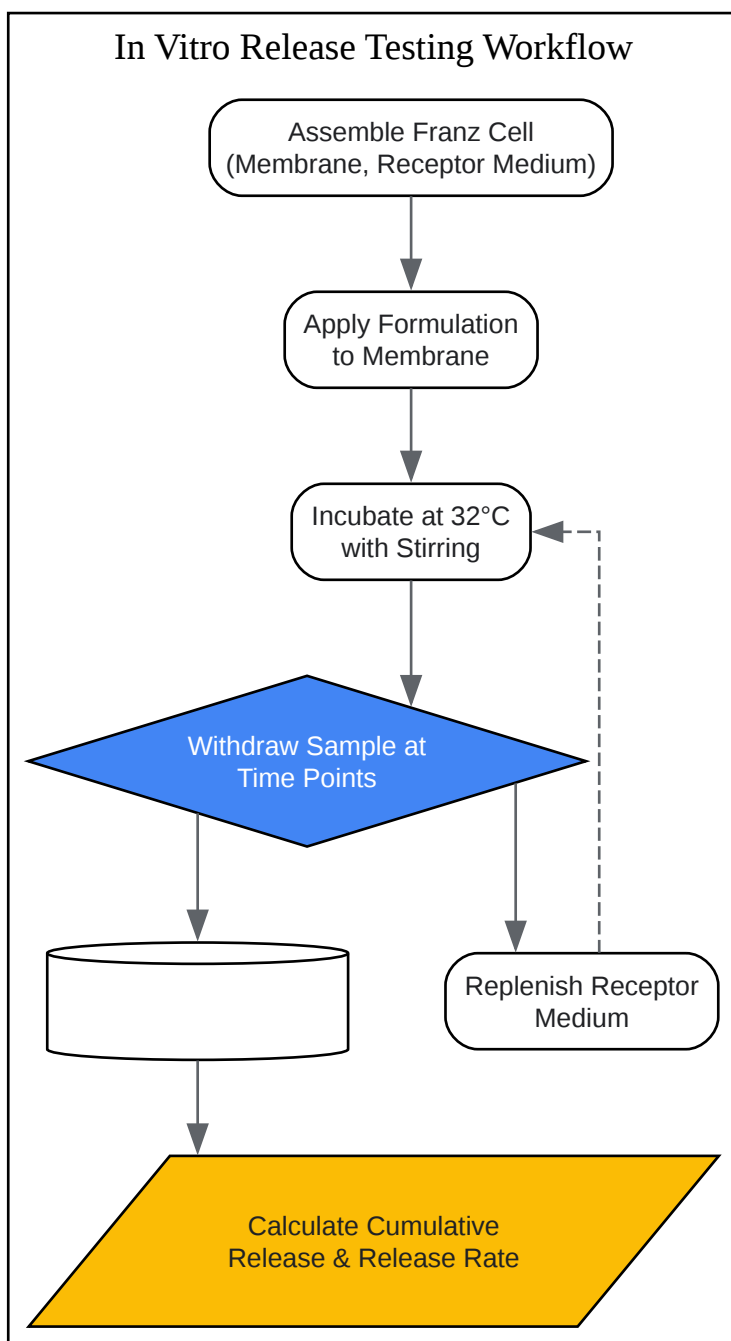 In Vitro Release Testing Workflow
Assemble Franz Cell
(Membrane, Receptor Medium)
Apply Formulation
to Membrane
Incubate at 32°C
with Stirring
Withdraw Sample at
Time Points
Replenish Receptor
Medium
Calculate Cumulative
Release & Release Rate